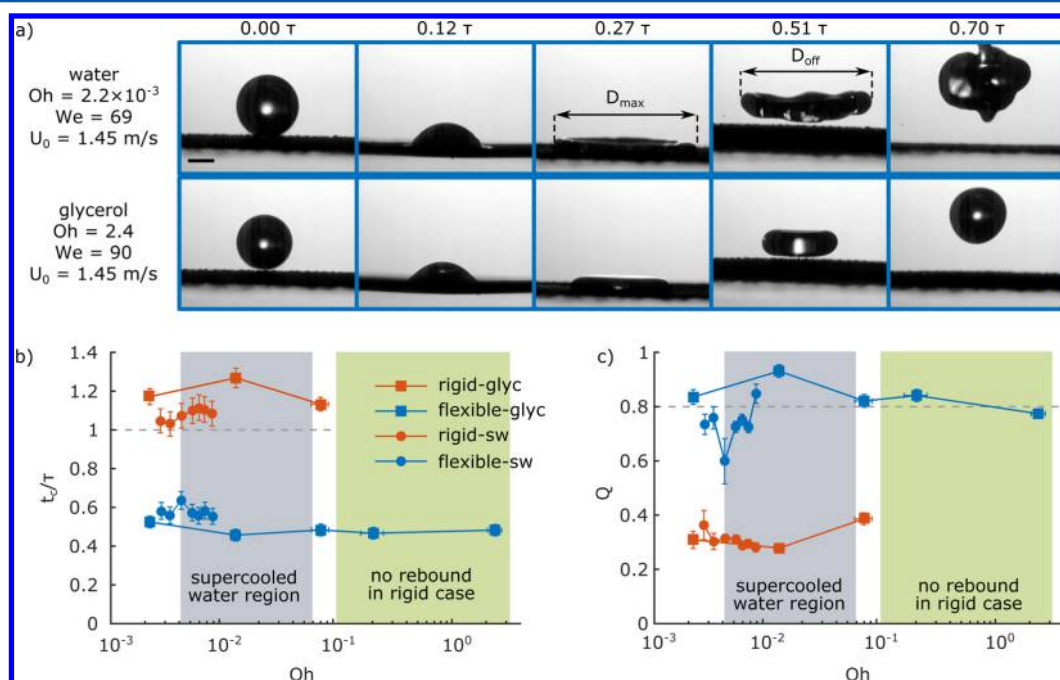 a)
0.00 τ 0.12 τ 0.27 τ 0.51 τ 0.70 τ
water
Oh = 2.2×10⁻³
We = 69
U₀ = 1.45 m/s
D_max
D_off
glycerol
Oh = 2.4
We = 90
U₀ = 1.45 m/s
b)
1.4
1.2
1
0.8
0.6
0.4
0.2
0
t_c/τ
rigid-glyc
flexible-glyc
rigid-sw
flexible-sw
supercooled
water region
no rebound
in rigid case
10⁻³ 10⁻² 10⁻¹ 10⁰
Oh
c)
1
0.8
0.6
0.4
0.2
0
Q
supercooled
water region
no rebound
in rigid case
10⁻³ 10⁻² 10⁻¹ 10⁰
Oh